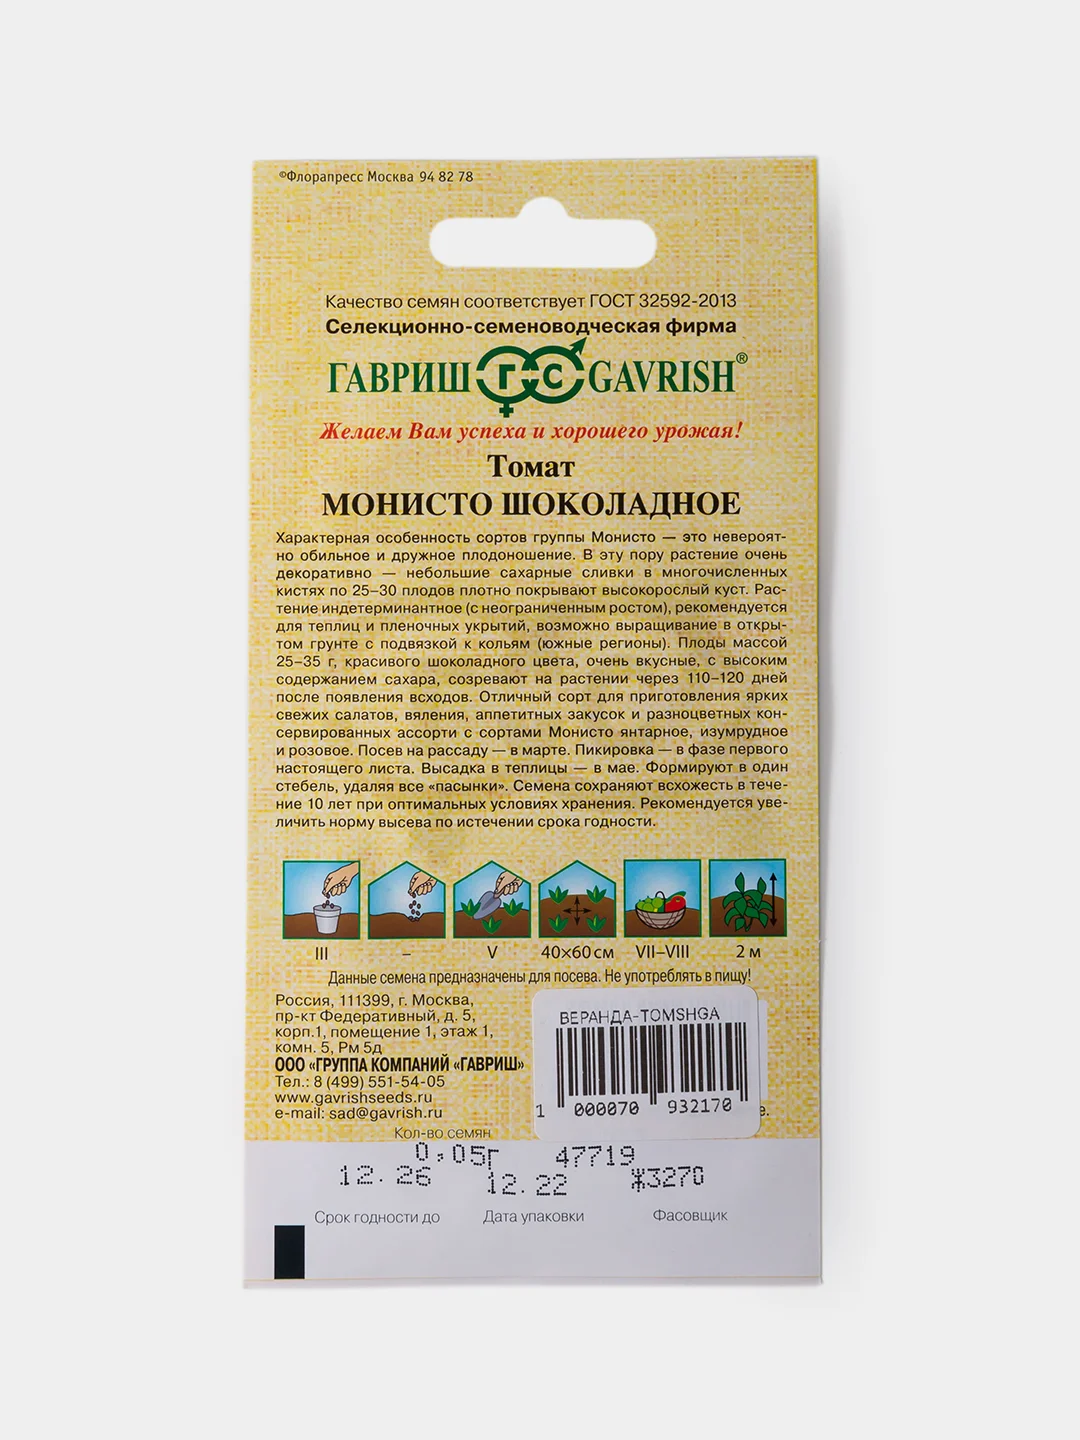 ©Флорапресс Москва 94 82 78
Качество семян соответствует ГОСТ 32592-2013
Селекционно-семеноводческая фирма
ГАВРИШ ГС GAVRISH®
Желаем Вам успеха и хорошего урожая!
Томат
МОНИСТО ШОКОЛАДНОЕ
Характерная особенность сортов группы Монисто — это невероят-
но обильное и дружное плодоношение. В эту пору растение очень
декоративно — небольшие сахарные сливки в многочисленных
кистях по 25–30 плодов плотно покрывают высокорослый куст. Рас-
тение индетерминантное (с неограниченным ростом), рекомендуется
для теплиц и пленочных укрытий, возможно выращивание в откры-
том грунте с подвязкой к кольям (южные регионы). Плоды массой
25–35 г, красивого шоколадного цвета, очень вкусные, с высоким
содержанием сахара, созревают на растении через 110–120 дней
после появления всходов. Отличный сорт для приготовления ярких
свежих салатов, вяления, аппетитных закусок и разноцветных кон-
сервированных ассорти с сортами Монисто янтарное, изумрудное
и розовое. Посев на рассаду — в марте. Пикировка — в фазе первого
настоящего листа. Высадка в теплицы — в мае. Формируют в один
стебель, удаляя все «пасынки». Семена сохраняют всхожесть в тече-
ние 10 лет при оптимальных условиях хранения. Рекомендуется уве-
личить норму высева по истечении срока годности.
III – V 40×60 см VII–VIII 2 м
Данные семена предназначены для посева. Не употреблять в пищу!
Россия, 111399, г. Москва,
пр-кт Федеративный, д. 5,
корп.1, помещение 1, этаж 1,
комн. 5, Рм 5д
ООО «ГРУППА КОМПАНИЙ «ГАВРИШ»
Тел.: 8 (499) 551-54-05
www.gavrishseeds.ru
e-mail: sad@gavrish.ru
ВЕРАНДА-TOMSHGA
1 000070 932170
Кол-во семян
0,05г 47719
12.26 12.22 Ж3270
Срок годности до Дата упаковки Фасовщик